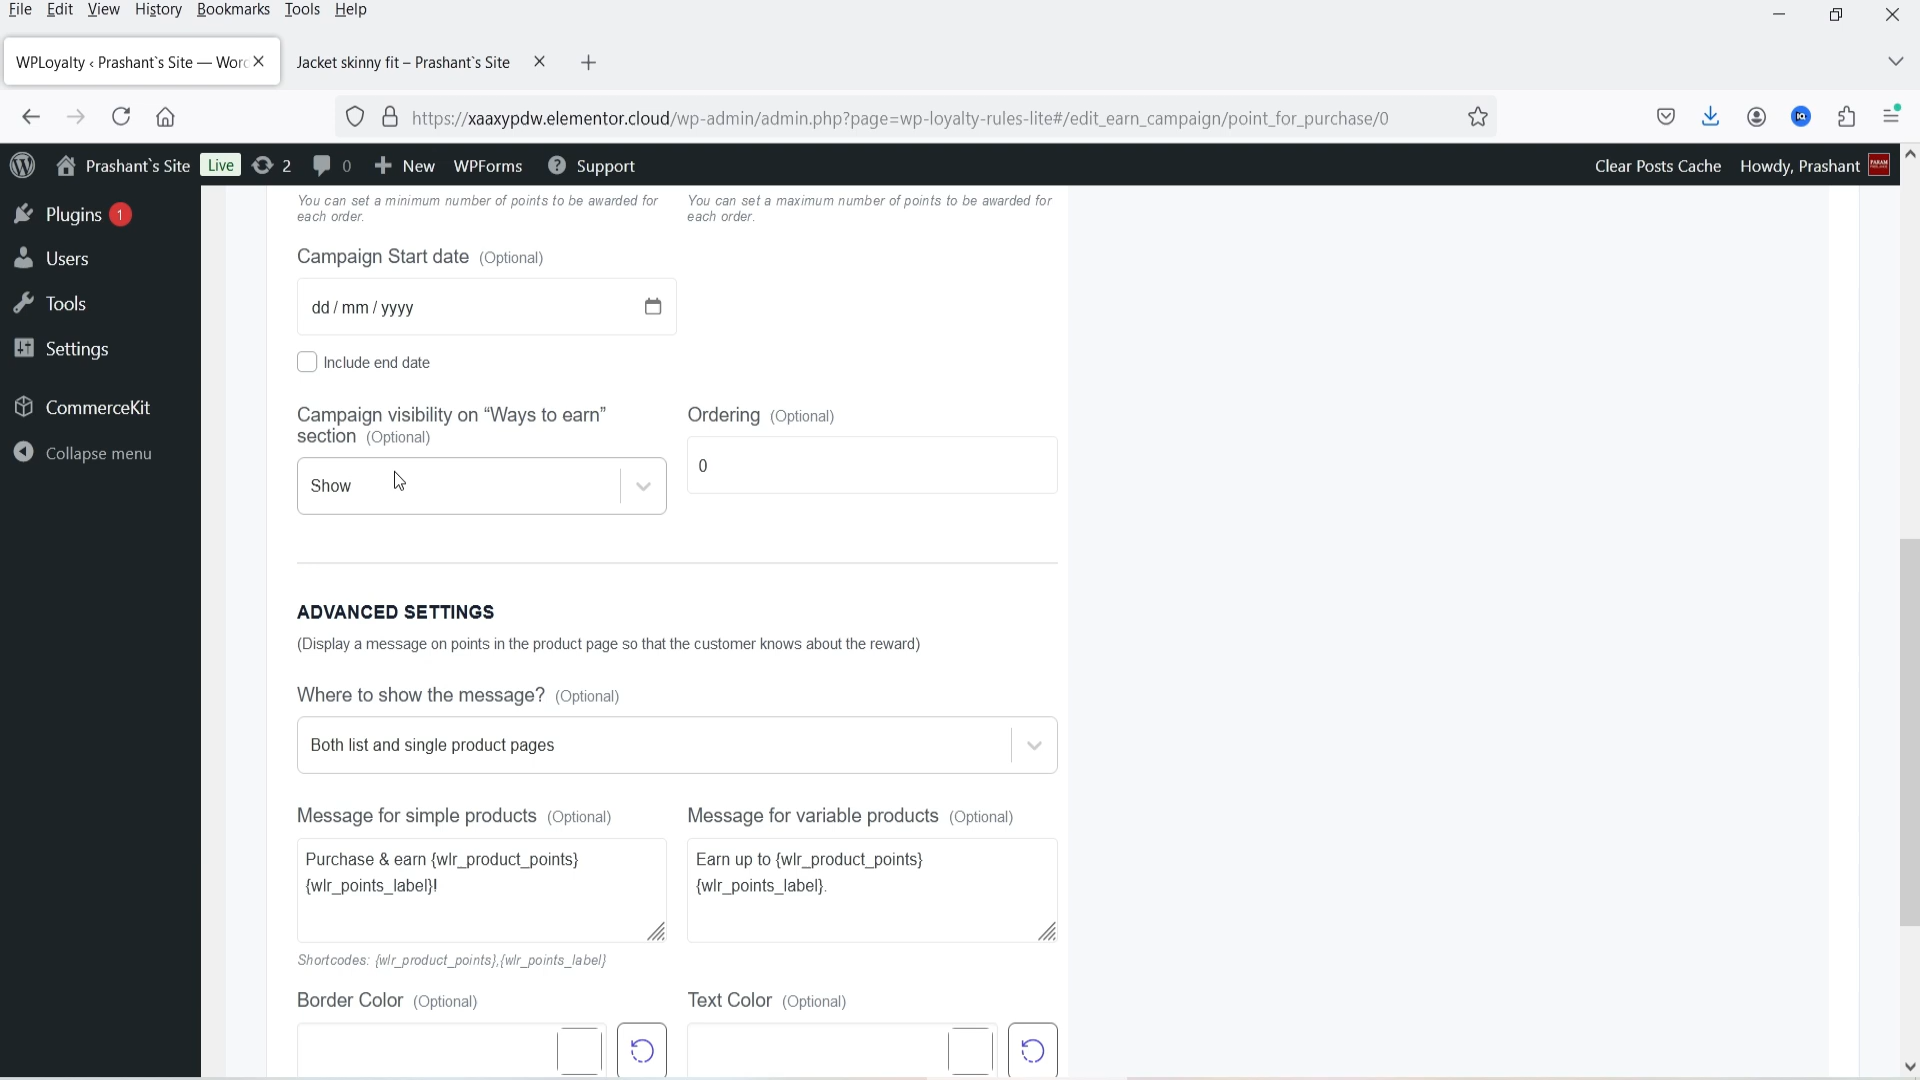 File Edit View History Bookmarks Tools Help
WPLoyalty ‹ Prashant`s Site — Word
Jacket skinny fit – Prashant`s Site
https://xaaxypdw.elementor.cloud/wp-admin/admin.php?page=wp-loyalty-rules-lite#/edit_earn_campaign/point_for_purchase/0
Prashant`s Site Live 2 0 New WPForms Support Clear Posts Cache Howdy, Prashant
Plugins 1
Users
Tools
Settings
CommerceKit
Collapse menu
You can set a minimum number of points to be awarded for
each order.
You can set a maximum number of points to be awarded for
each order.
Campaign Start date (Optional)
dd / mm / yyyy
Include end date
Campaign visibility on “Ways to earn”
section (Optional)
Show
Ordering (Optional)
0
ADVANCED SETTINGS
(Display a message on points in the product page so that the customer knows about the reward)
Where to show the message? (Optional)
Both list and single product pages
Message for simple products (Optional)
Purchase & earn {wlr_product_points}
{wlr_points_label}!
Shortcodes: {wlr_product_points},{wlr_points_label}
Message for variable products (Optional)
Earn up to {wlr_product_points}
{wlr_points_label}.
Border Color (Optional)
Text Color (Optional)